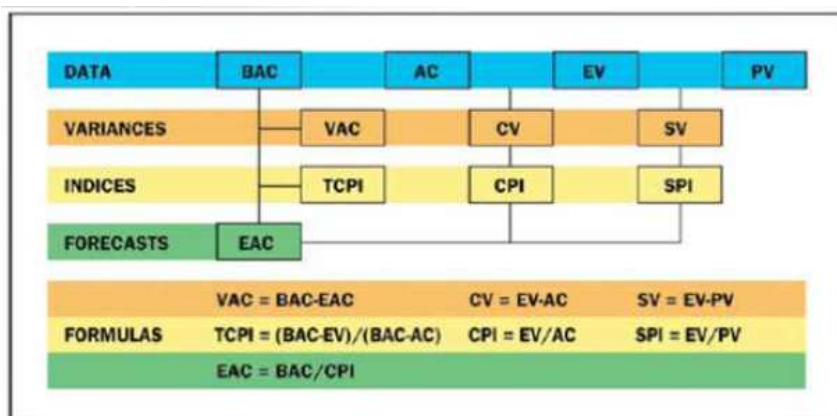 DATA BAC AC EV PV
VARIANCES VAC CV SV
INDICES TCPI CPI SPI
FORECASTS EAC
VAC = BAC-EAC CV = EV-AC SV = EV-PV
FORMULAS TCPI = (BAC-EV)/(BAC-AC) CPI = EV/AC SPI = EV/PV
EAC = BAC/CPI